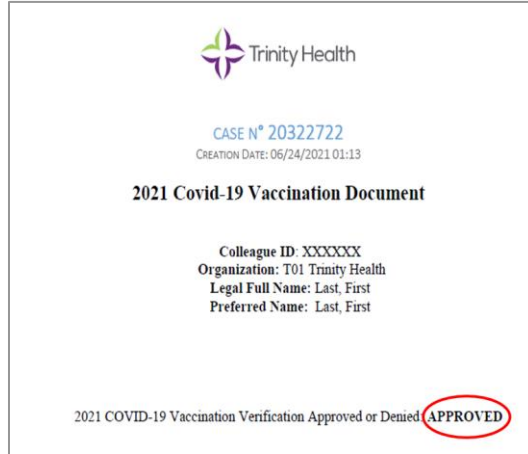 Trinity Health
CASE N° 20322722
CREATION DATE: 06/24/2021 01:13
2021 Covid-19 Vaccination Document
Colleague ID: XXXXXX
Organization: T01 Trinity Health
Legal Full Name: Last, First
Preferred Name: Last, First
2021 COVID-19 Vaccination Verification Approved or Denied: APPROVED